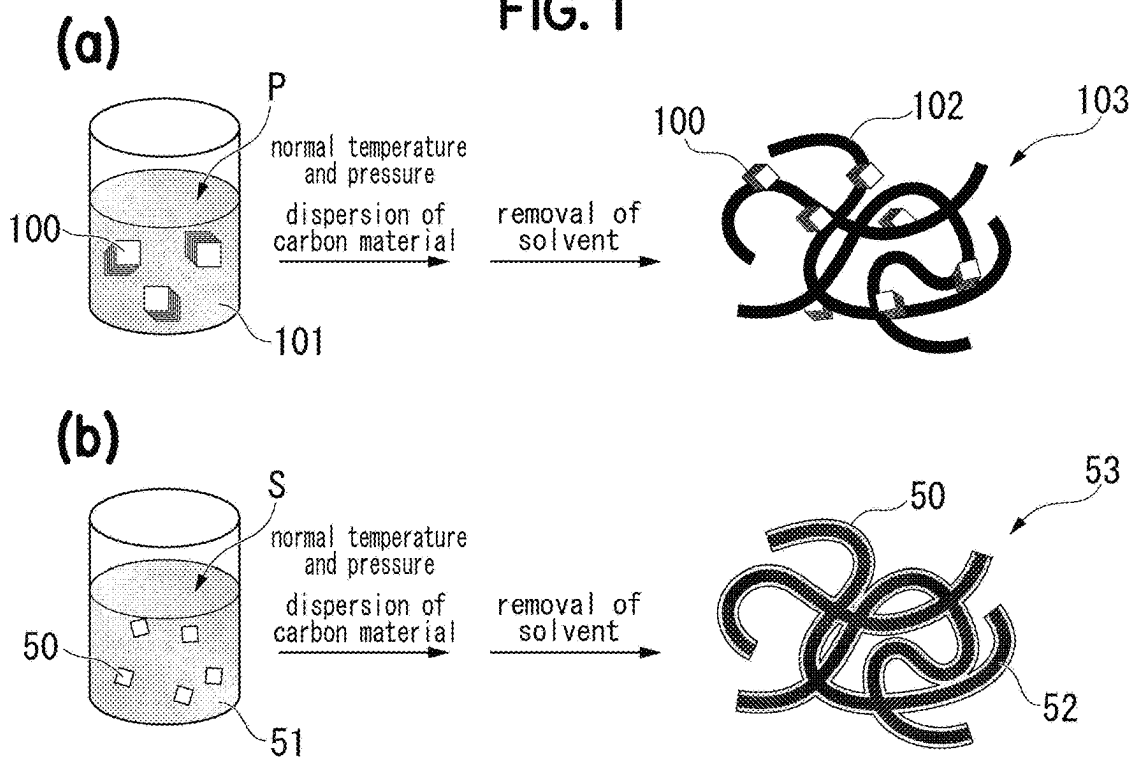 FIG. 1
(a)
P
100
101
normal temperature
and pressure
dispersion of
carbon material
removal of
solvent
100
102
103
(b)
S
50
51
normal temperature
and pressure
dispersion of
carbon material
removal of
solvent
50
53
52